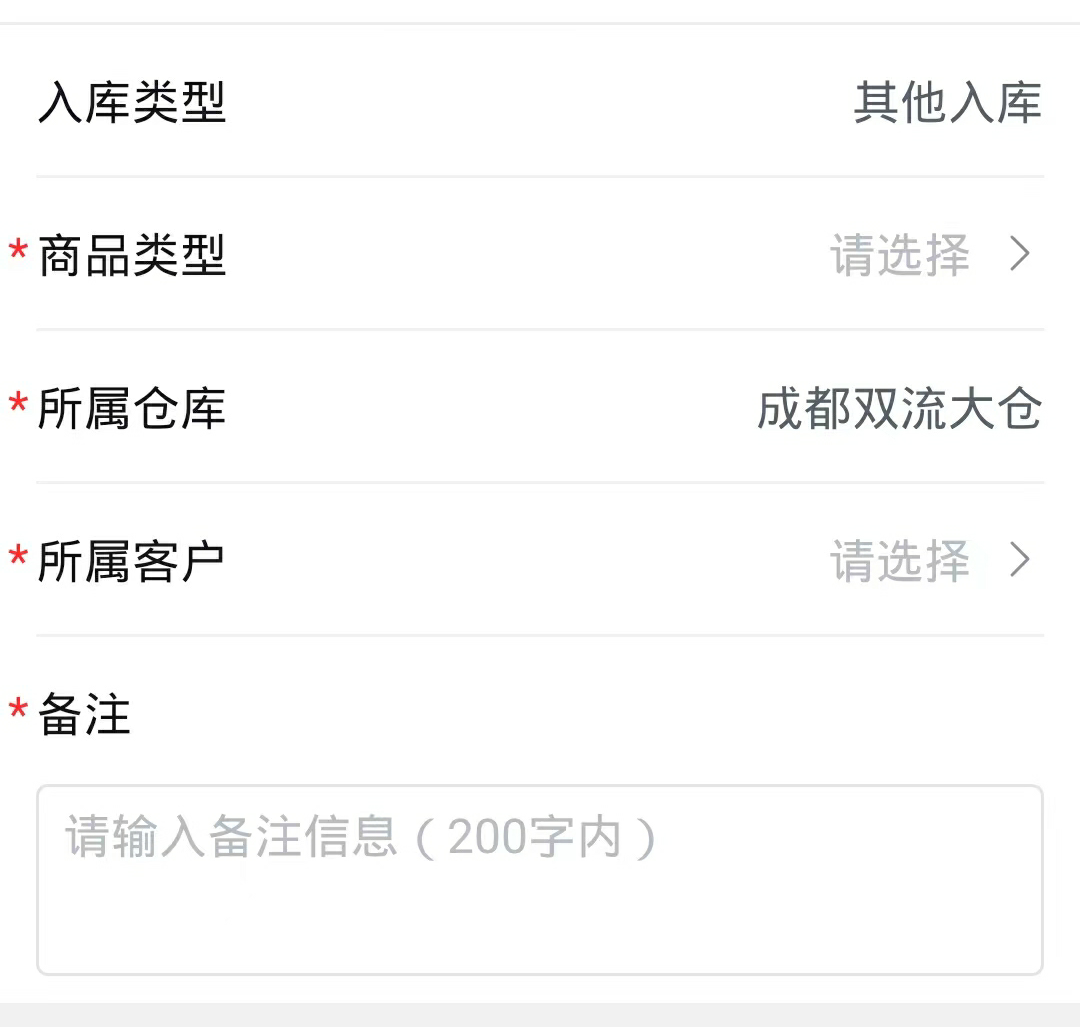 入库类型 其他入库
*商品类型 请选择 >
*所属仓库 成都双流大仓
*所属客户 请选择 >
*备注
请输入备注信息（200字内）